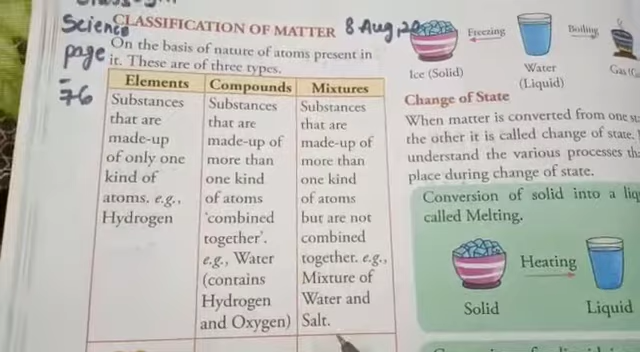 Science
page
-
76
CLASSIFICATION OF MATTER
8 Aug, 20
On the basis of nature of atoms present in
it. These are of three types.
Elements
Substances
that are
made-up
of only one
kind of
atoms. e.g.,
Hydrogen
Compounds
Substances
that are
made-up of
more than
one kind
of atoms
'combined
together'.
e.g., Water
(contains
Hydrogen
and Oxygen)
Mixtures
Substances
that are
made-up of
more than
one kind
of atoms
but are not
combined
together. e.g.,
Mixture of
Water and
Salt.
Freezing
Boiling
Ice (Solid)
Water
(Liquid)
Gas
Change of State
When matter is converted from one
the other it is called change of state.
understand the various processes
place during change of state.
Conversion of solid into a
called Melting.
Heating
Solid
Liquid